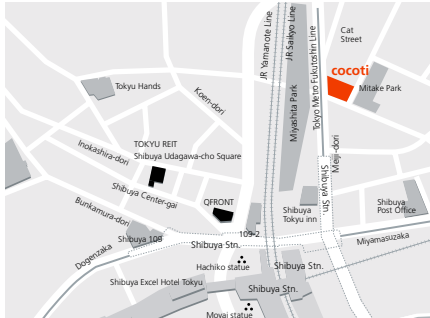 JR Yamanote Line
JR Saikyo Line
Tokyo Metro Fukutoshin Line
Cat
Street
cocoti
Mitake Park
Tokyu Hands
Koen-dori
Miyashita Park
Meiji-dori
Inokashira-dori
TOKYU REIT
Shibuya Udagawa-cho Square
Shibuya Center-gai
QFRONT
Shibuya Stn.
Shibuya
Tokyu inn
Shibuya
Post Office
Bunkamura-dori
Shibuya 109
109-2
Shibuya Stn.
Miyamasuzaka
Dogenzaka
Hachiko statue
Shibuya Stn.
Shibuya Excel Hotel Tokyu
Shibuya Stn.
Moyai statue